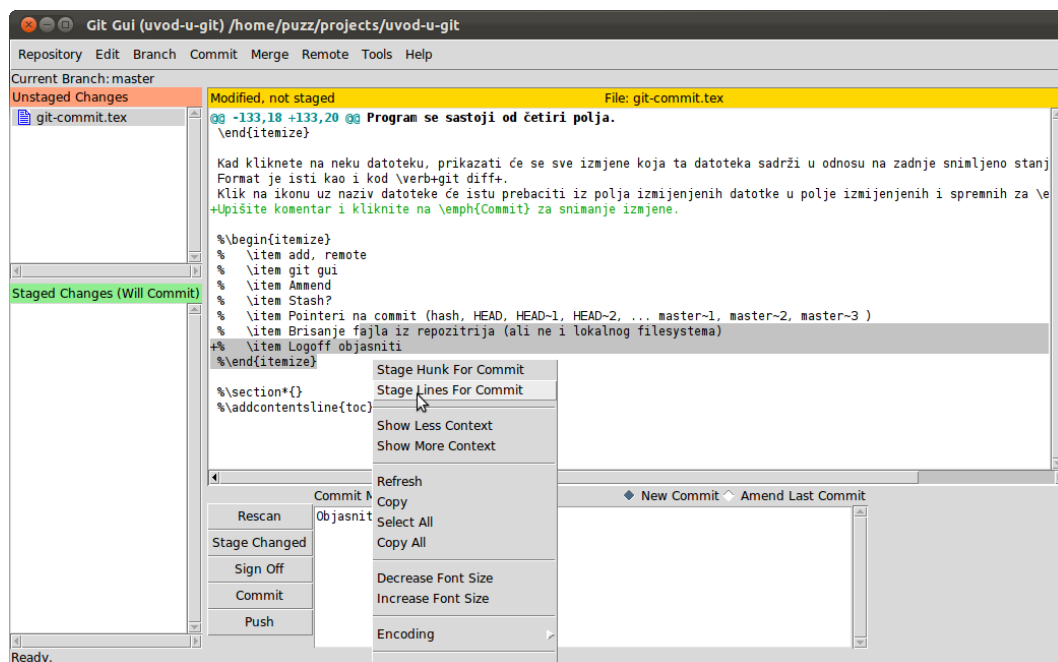 Git Gui (uvod-u-git) /home/puzz/projects/uvod-u-git
Repository Edit Branch Commit Merge Remote Tools Help
Current Branch: master
Unstaged Changes
git-commit.tex
Staged Changes (Will Commit)
Modified, not staged File: git-commit.tex
@@ -133,18 +133,20 @@ Program se sastoji od četiri polja.
\end{itemize}
Kad kliknete na neku datoteku, prikazati će se sve izmjene koja ta datoteka sadrži u odnosu na zadnje snimljeno stanj
Format je isti kao i kod \verb+git diff+.
Klik na ikonu uz naziv datoteke će istu prebaciti iz polja izmijenjenih datotke u polje izmijenjenih i spremnih za \e
+Upišite komentar i kliknite na \emph{Commit} za snimanje izmjene.
%\begin{itemize}
% \item add, remote
% \item git gui
% \item Ammend
% \item Stash?
% \item Pointeri na commit (hash, HEAD, HEAD~1, HEAD~2, ... master~1, master~2, master~3 )
% \item Brisanje fajla iz repozitrija (ali ne i lokalnog filesystema)
+% \item Logoff objasniti
%\end{itemize}
%\section*{}
%\addcontentsline{toc}
Stage Hunk For Commit
Stage Lines For Commit
Show Less Context
Show More Context
Refresh
Copy
Select All
Copy All
Decrease Font Size
Increase Font Size
Encoding
Commit M
New Commit Amend Last Commit
Objasnit
Rescan
Stage Changed
Sign Off
Commit
Push
Ready.